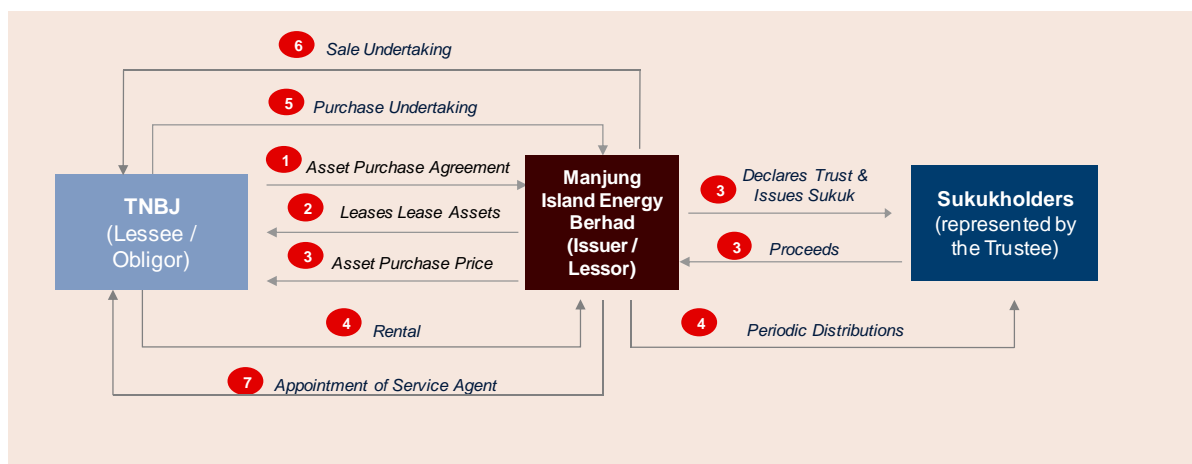 6 Sale Undertaking
5 Purchase Undertaking
1 Asset Purchase Agreement
2 Leases Lease Assets
3 Asset Purchase Price
TNBJ
(Lessee /
Obligor)
Manjung
Island Energy
Berhad
(Issuer /
Lessor)
3 Declares Trust &
Issues Sukuk
3 Proceeds
Sukukholders
(represented by
the Trustee)
4 Rental
4 Periodic Distributions
7 Appointment of Service Agent